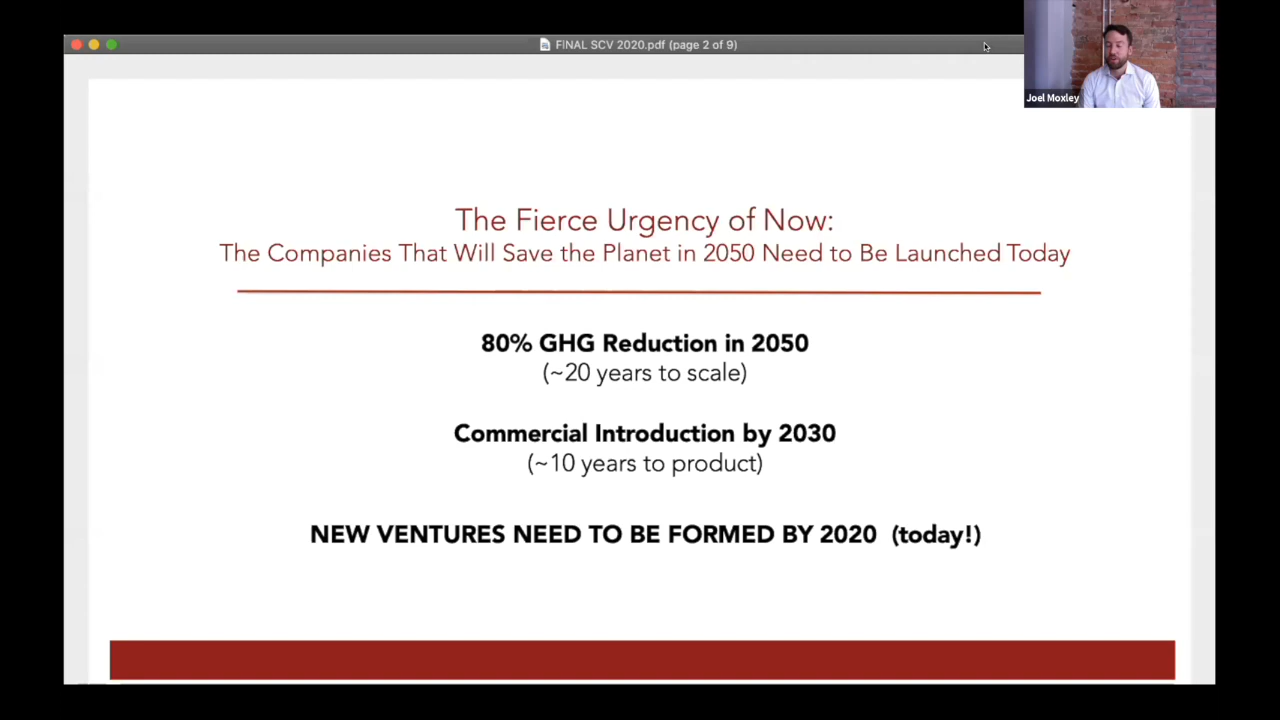 FINAL SCV 2020.pdf (page 2 of 9)
Joel Moxley
The Fierce Urgency of Now:
The Companies That Will Save the Planet in 2050 Need to Be Launched Today
80% GHG Reduction in 2050
(~20 years to scale)
Commercial Introduction by 2030
(~10 years to product)
NEW VENTURES NEED TO BE FORMED BY 2020 (today!)